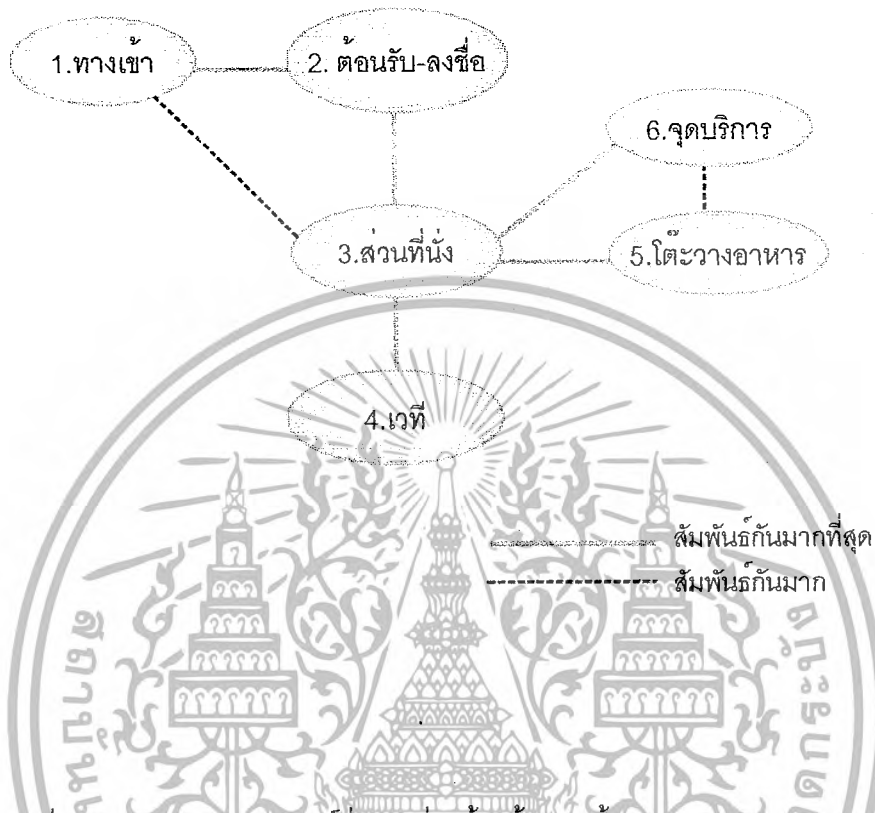 1.ทางเข้า
2. ต้อนรับ-ลงชื่อ
6.จุดบริการ
3.ส่วนที่นั่ง
5.โต๊ะวางอาหาร
4.เวที
สัมพันธ์กันมากที่สุด
สัมพันธ์กันมาก